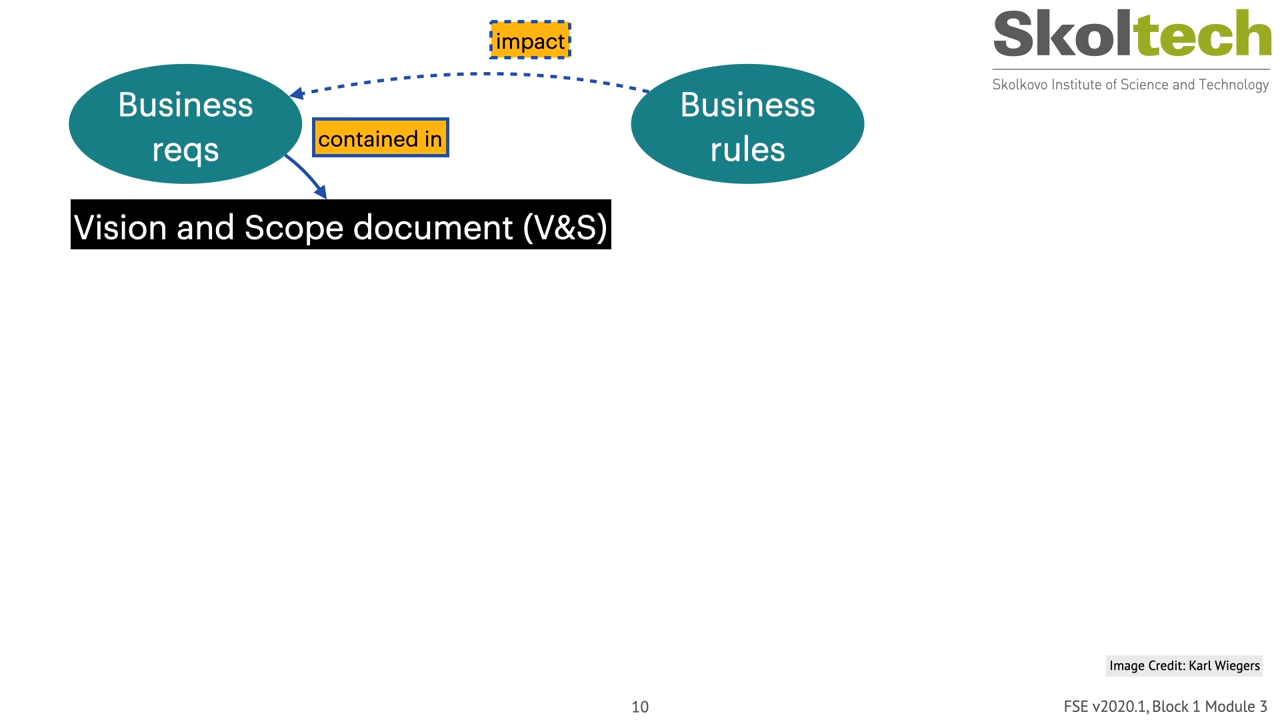 impact
Skoltech
Skolkovo Institute of Science and Technology
Business
reqs
Business
rules
contained in
Vision and Scope document (V&S)
Image Credit: Karl Wiegers
10
FSE v2020.1, Block 1 Module 3